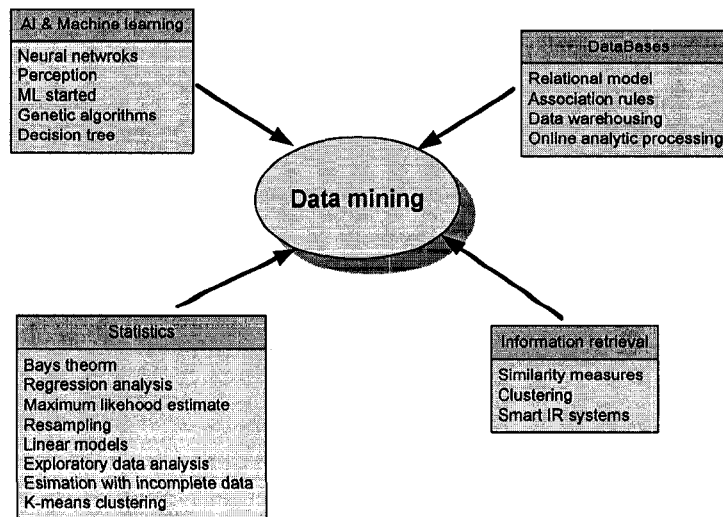 AI & Machine learning
Neural netwroks
Perception
ML started
Genetic algorithms
Decision tree
DataBases
Relational model
Association rules
Data warehousing
Online analytic processing
Data mining
Statistics
Bays theorm
Regression analysis
Maximum likehood estimate
Resampling
Linear models
Exploratory data analysis
Esimation with incomplete data
K-means clustering
Information retrieval
Similarity measures
Clustering
Smart IR systems